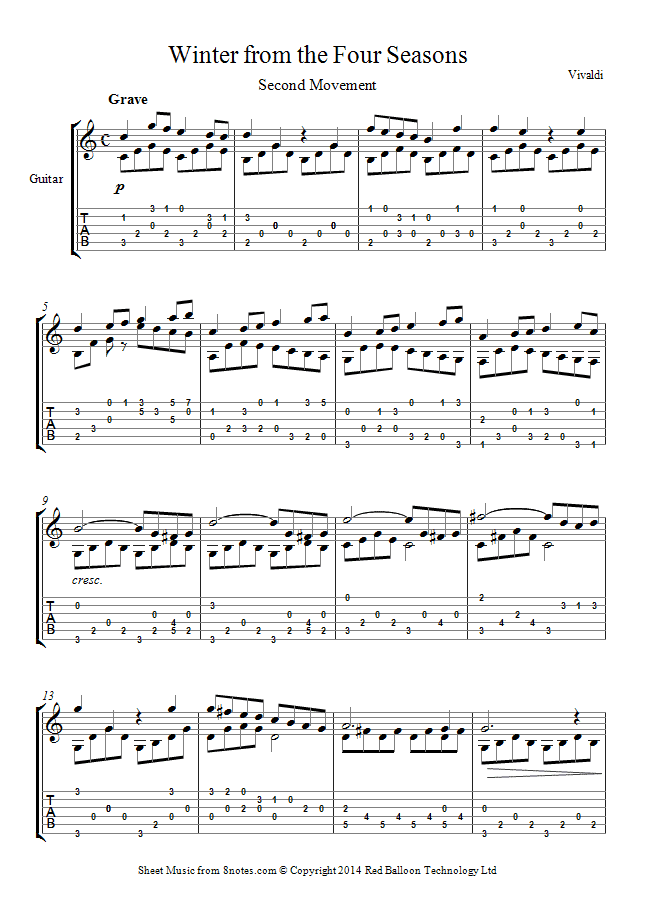 Winter from the Four Seasons
Second Movement
Vivaldi
Grave
Guitar
p
T
A
B
5
T
A
B
9
cresc.
T
A
B
13
T
A
B
Sheet Music from 8notes.com © Copyright 2014 Red Balloon Technology Ltd